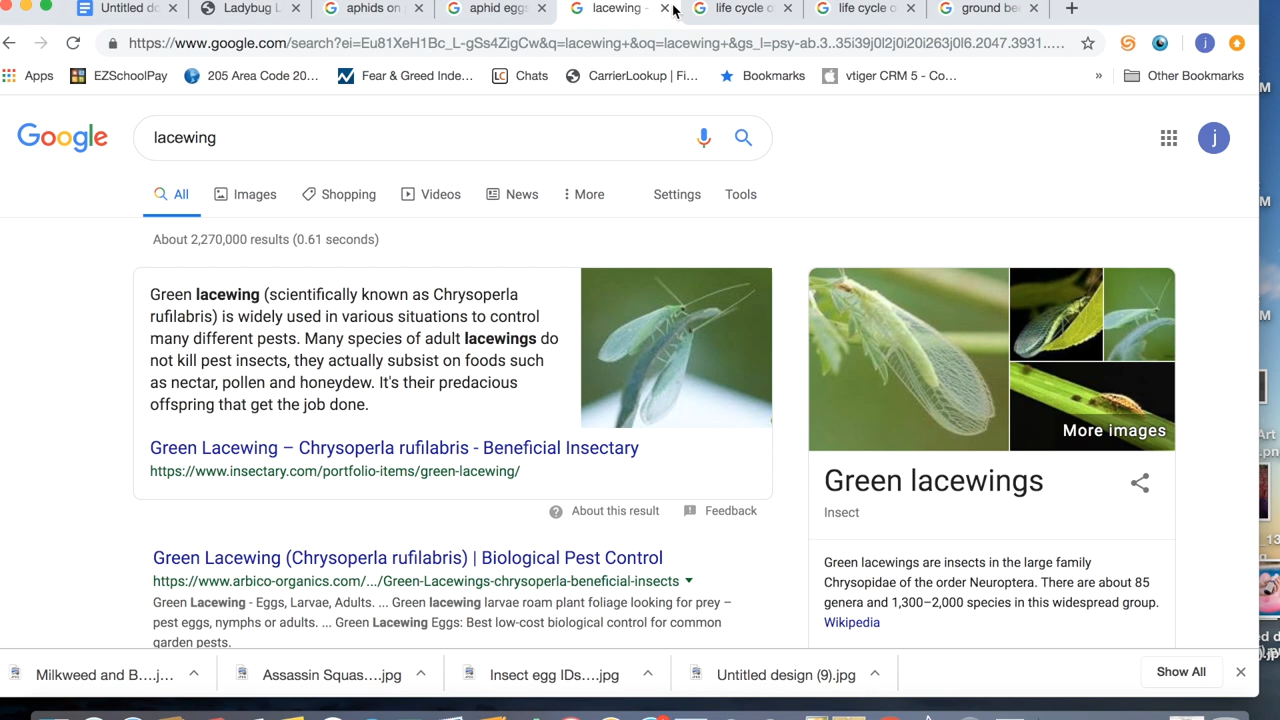 Untitled do
Ladybug L
aphids on
aphid eggs
lacewing -
life cycle o
life cycle o
ground be
https://www.google.com/search?ei=Eu81XeH1Bc_L-gSs4ZigCw&q=lacewing+&oq=lacewing+&gs_l=psy-ab.3..35i39j0l2j0i20i263j0l6.2047.3931.....
Apps
EZSchoolPay
205 Area Code 20...
Fear & Greed Inde...
LC Chats
CarrierLookup | Fi...
Bookmarks
vtiger CRM 5 - Co...
»
Other Bookmarks
Google
lacewing
j
All
Images
Shopping
Videos
News
More
Settings
Tools
About 2,270,000 results (0.61 seconds)
Green lacewing (scientifically known as Chrysoperla
rufilabris) is widely used in various situations to control
many different pests. Many species of adult lacewings do
not kill pest insects, they actually subsist on foods such
as nectar, pollen and honeydew. It's their predacious
offspring that get the job done.
Green Lacewing – Chrysoperla rufilabris - Beneficial Insectary
https://www.insectary.com/portfolio-items/green-lacewing/
About this result
Feedback
Green Lacewing (Chrysoperla rufilabris) | Biological Pest Control
https://www.arbico-organics.com/.../Green-Lacewings-chrysoperla-beneficial-insects
Green Lacewing - Eggs, Larvae, Adults. ... Green lacewing larvae roam plant foliage looking for prey –
pest eggs, nymphs or adults. ... Green Lacewing Eggs: Best low-cost biological control for common
garden pests.
More images
Green lacewings
Insect
Green lacewings are insects in the large family
Chrysopidae of the order Neuroptera. There are about 85
genera and 1,300–2,000 species in this widespread group.
Wikipedia
Milkweed and B....j...
Assassin Squas....jpg
Insect egg IDs....jpg
Untitled design (9).jpg
Show All